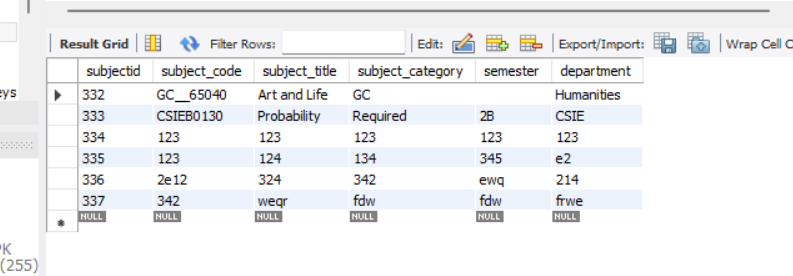 Result Grid Filter Rows: Edit: Export/Import: Wrap Cell C
subjectid subject_code subject_title subject_category semester department
332 GC__65040 Art and Life GC Humanities
eys
333 CSIEB0130 Probability Required 2B CSIE
334 123 123 123 123 123
335 123 124 134 345 e2
336 2e12 324 342 ewq 214
337 342 weqr fdw fdw frwe
NULL NULL NULL NULL NULL NULL
PK
(255)